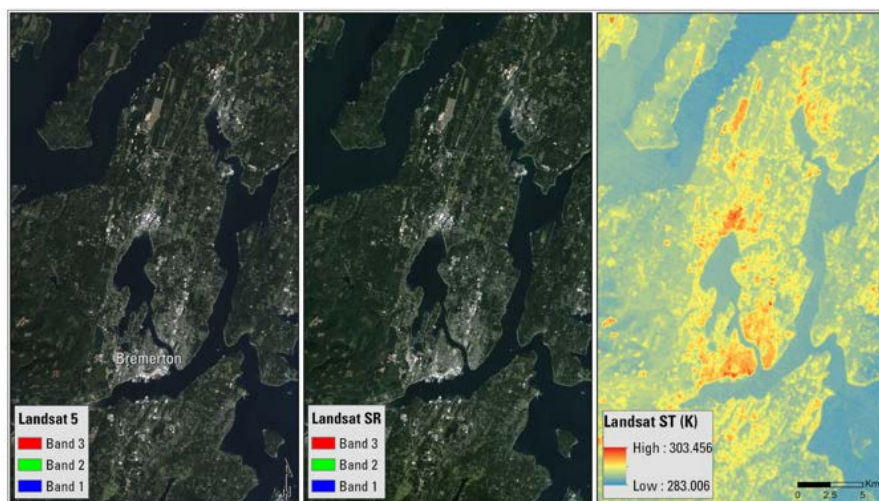 Bremerton
Landsat 5
Band 3
Band 2
Band 1
N
Landsat SR
Band 3
Band 2
Band 1
Landsat ST (K)
High : 303.456
Low : 283.006
Km
0 2.5 5